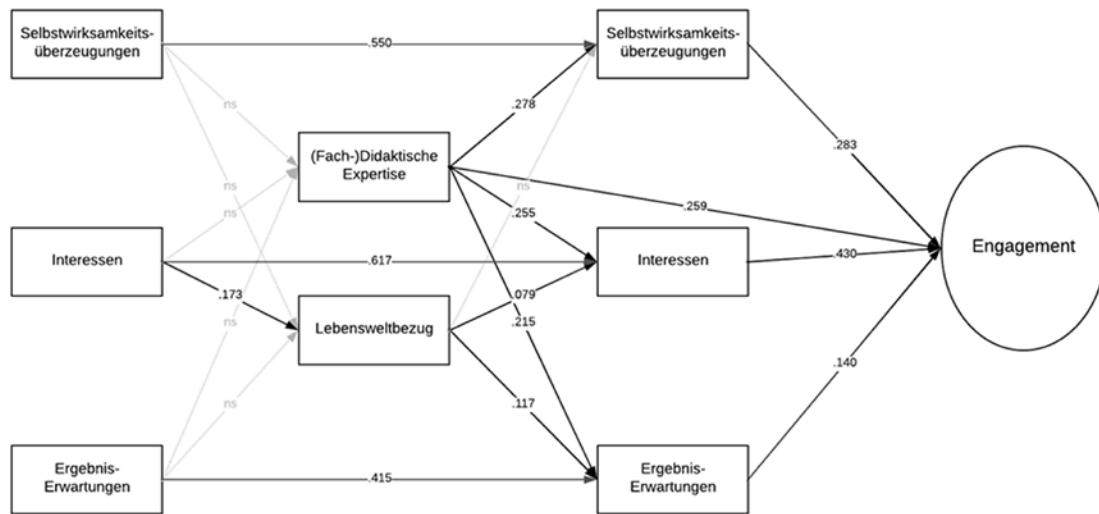 Selbstwirksamkeits-
überzeugungen
.550
Selbstwirksamkeits-
überzeugungen
ns
.278
(Fach-)Didaktische
Expertise
.283
ns
ns
ns
.259
.255
Interessen
.617
Interessen
.430
Engagement
.173
.079
ns
.215
Lebensweltbezug
.140
ns
.117
Ergebnis-
Erwartungen
.415
Ergebnis-
Erwartungen